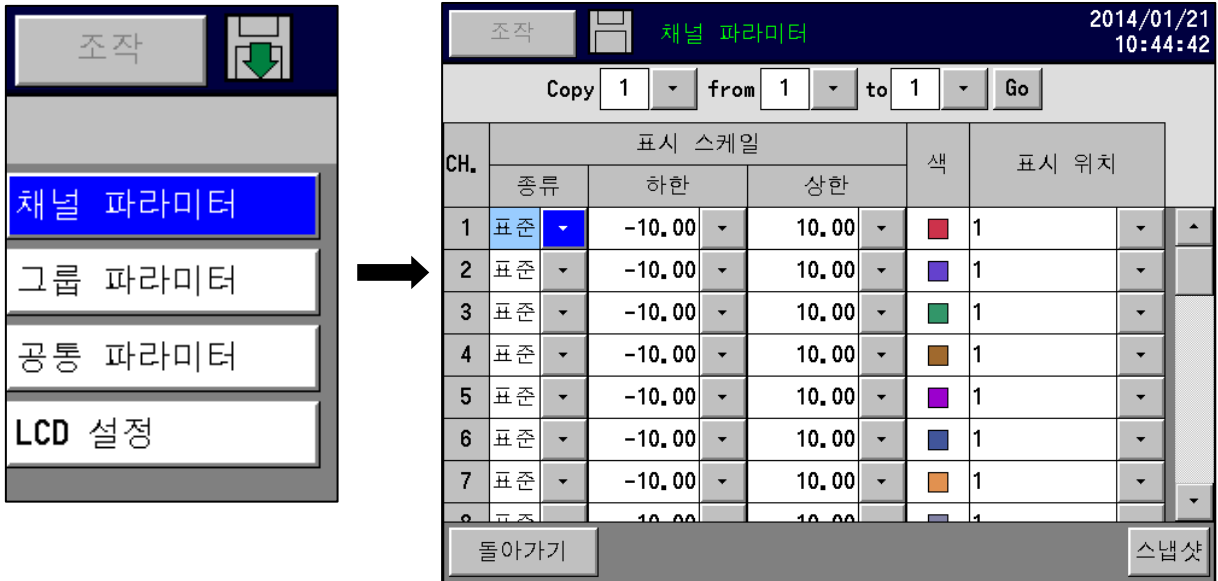 조작
채널 파라미터
그룹 파라미터
공통 파라미터
LCD 설정
조작 채널 파라미터 2014/01/21
10:44:42
Copy 1 from 1 to 1 Go
CH. 표시 스케일 색 표시 위치
종류 하한 상한
1 표준 -10.00 10.00 1
2 표준 -10.00 10.00 1
3 표준 -10.00 10.00 1
4 표준 -10.00 10.00 1
5 표준 -10.00 10.00 1
6 표준 -10.00 10.00 1
7 표준 -10.00 10.00 1
돌아가기 스냅샷